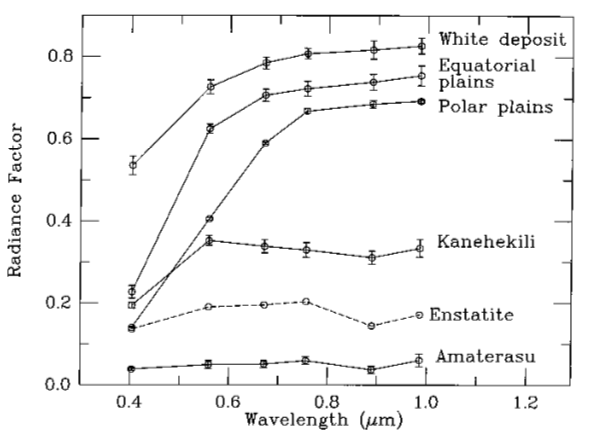 White deposit
Equatorial
plains
Polar plains
Kanehekili
Enstatite
Amaterasu
Radiance Factor
0.8
0.6
0.4
0.2
0.0
0.4 0.6 0.8 1.0 1.2
Wavelength (μm)